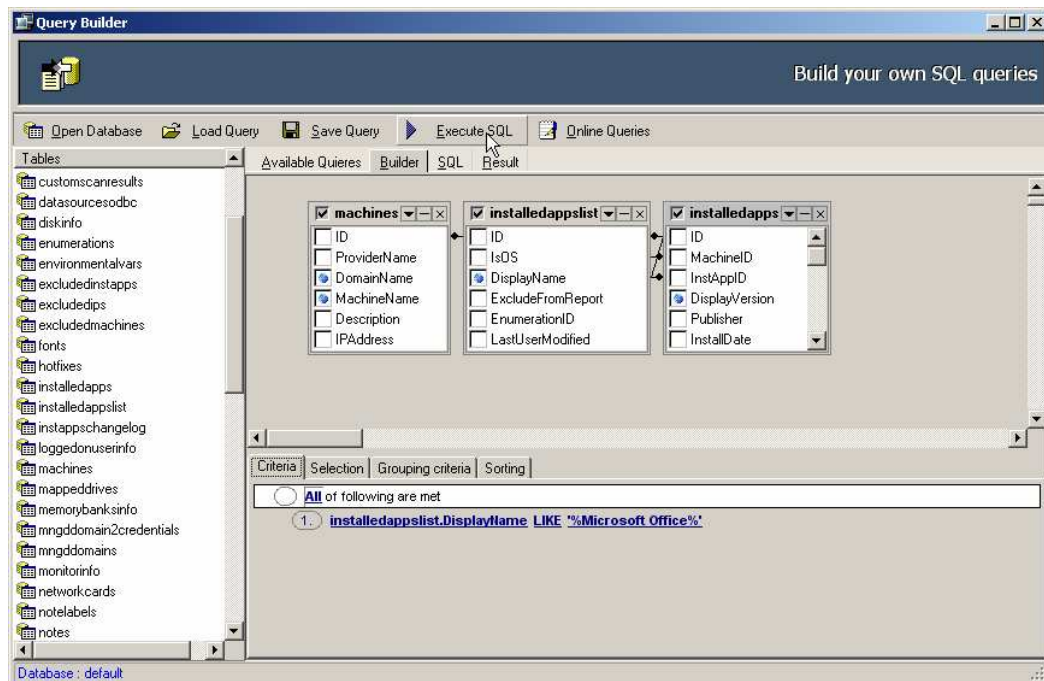 Query Builder
Build your own SQL queries
Open Database Load Query Save Query Execute SQL Online Queries
Tables
customscanresults
datasourcesodbc
diskinfo
enumerations
environmentalvars
excludedinstapps
excludedips
excludedmachines
fonts
hotfixes
installedapps
installedappslist
instappschangelog
loggedonuserinfo
machines
mappeddrives
memorybanksinfo
mngddomain2credentials
mngddomains
monitorinfo
networkcards
notelabels
notes
Available Quieres Builder SQL Result
machines
ID
ProviderName
DomainName
MachineName
Description
IPAddress
installedappslist
ID
IsOS
DisplayName
ExcludeFromReport
EnumerationID
LastUserModified
installedapps
ID
MachineID
InstAppID
DisplayVersion
Publisher
InstallDate
Criteria Selection Grouping criteria Sorting
All of following are met
1. installedappslist.DisplayName LIKE '%Microsoft Office%'
Database : default